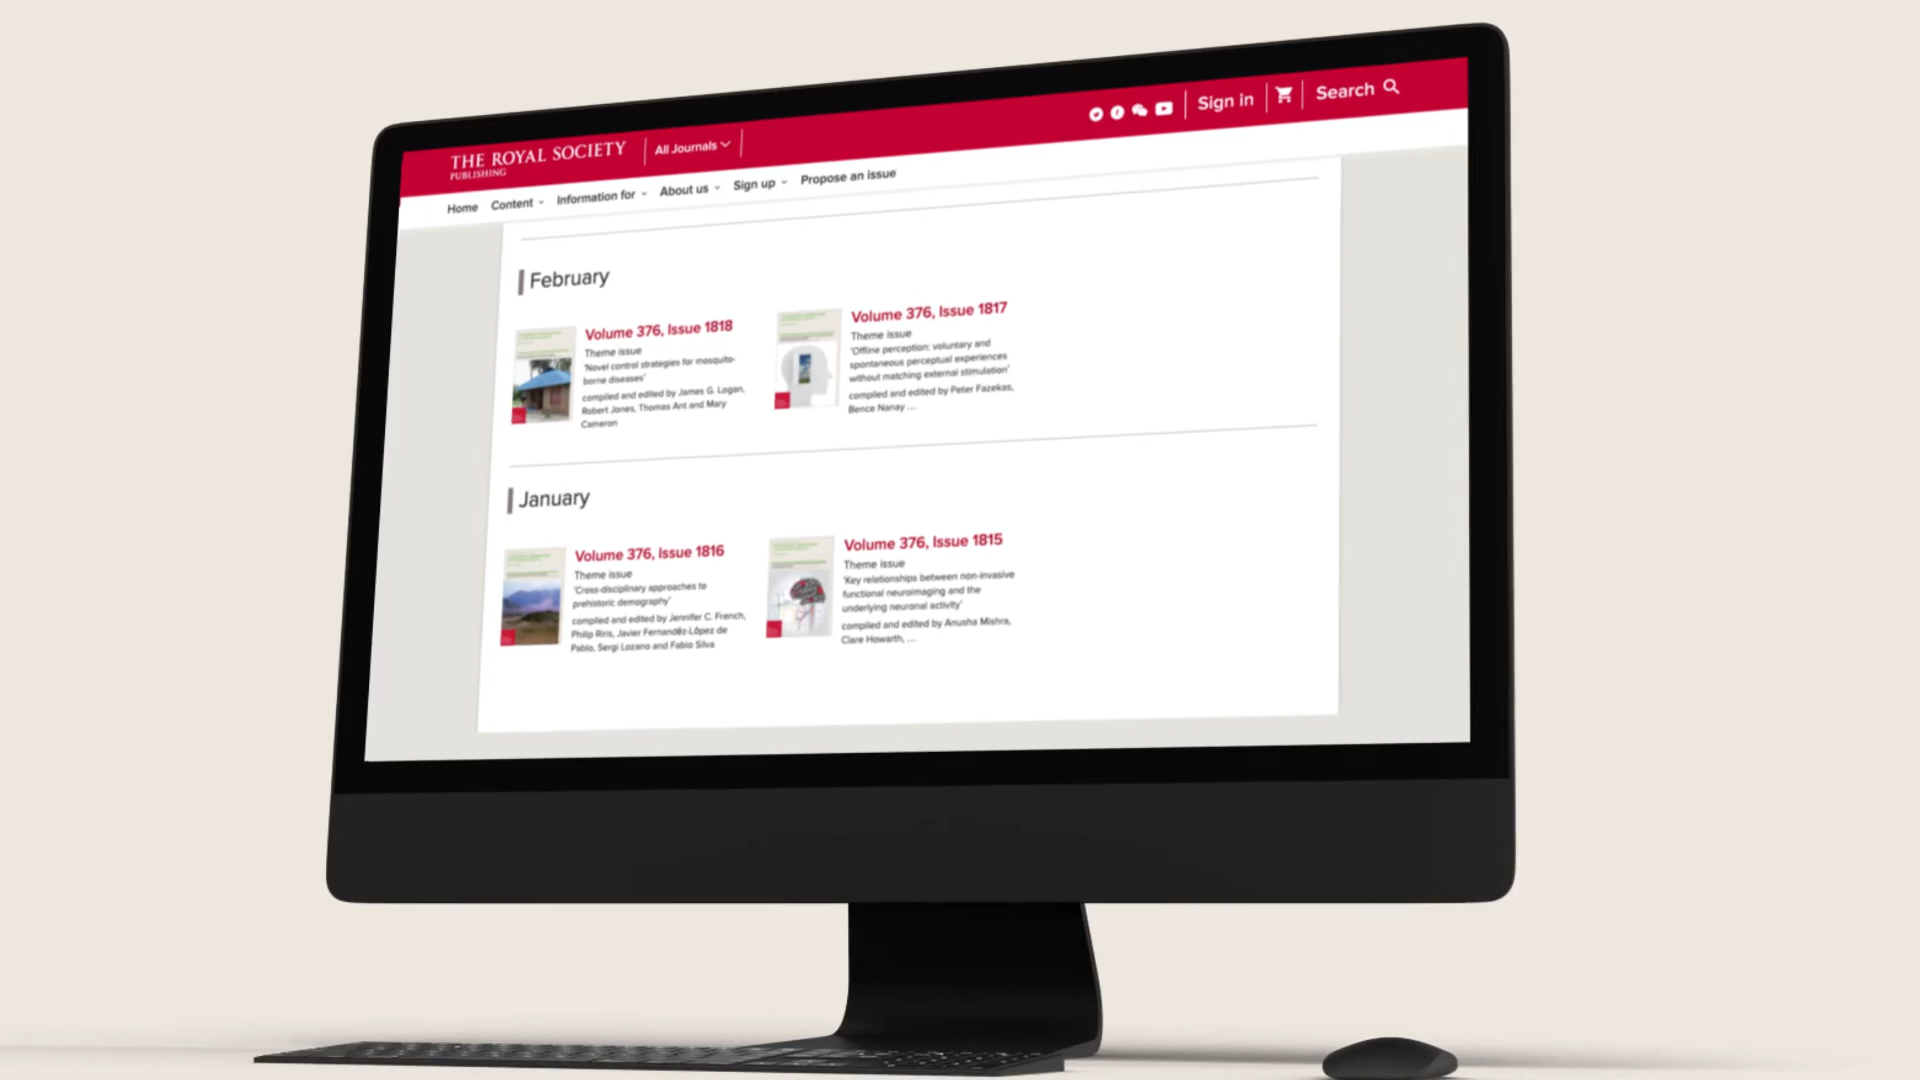 THE ROYAL SOCIETY
PUBLISHING
All Journals
Sign in
Search
Home
Content
Information for
About us
Sign up
Propose an issue
February
Volume 376, Issue 1818
Theme issue
'Novel control strategies for mosquito-
borne diseases'
compiled and edited by James G. Logan,
Robert Jones, Thomas Ant and Mary
Cameron
Volume 376, Issue 1817
Theme issue
'Offline perception: voluntary and
spontaneous perceptual experiences
without matching external stimulation'
compiled and edited by Peter Fazekas,
Bence Nanay ...
January
Volume 376, Issue 1816
Theme issue
'Cross-disciplinary approaches to
prehistoric demography'
compiled and edited by Jennifer C. French,
Philip Riris, Javier Fernandéz-López de
Pablo, Sergi Lozano and Fabio Silva
Volume 376, Issue 1815
Theme issue
'Key relationships between non-invasive
functional neuroimaging and the
underlying neuronal activity'
compiled and edited by Anusha Mishra,
Clare Howarth, ...